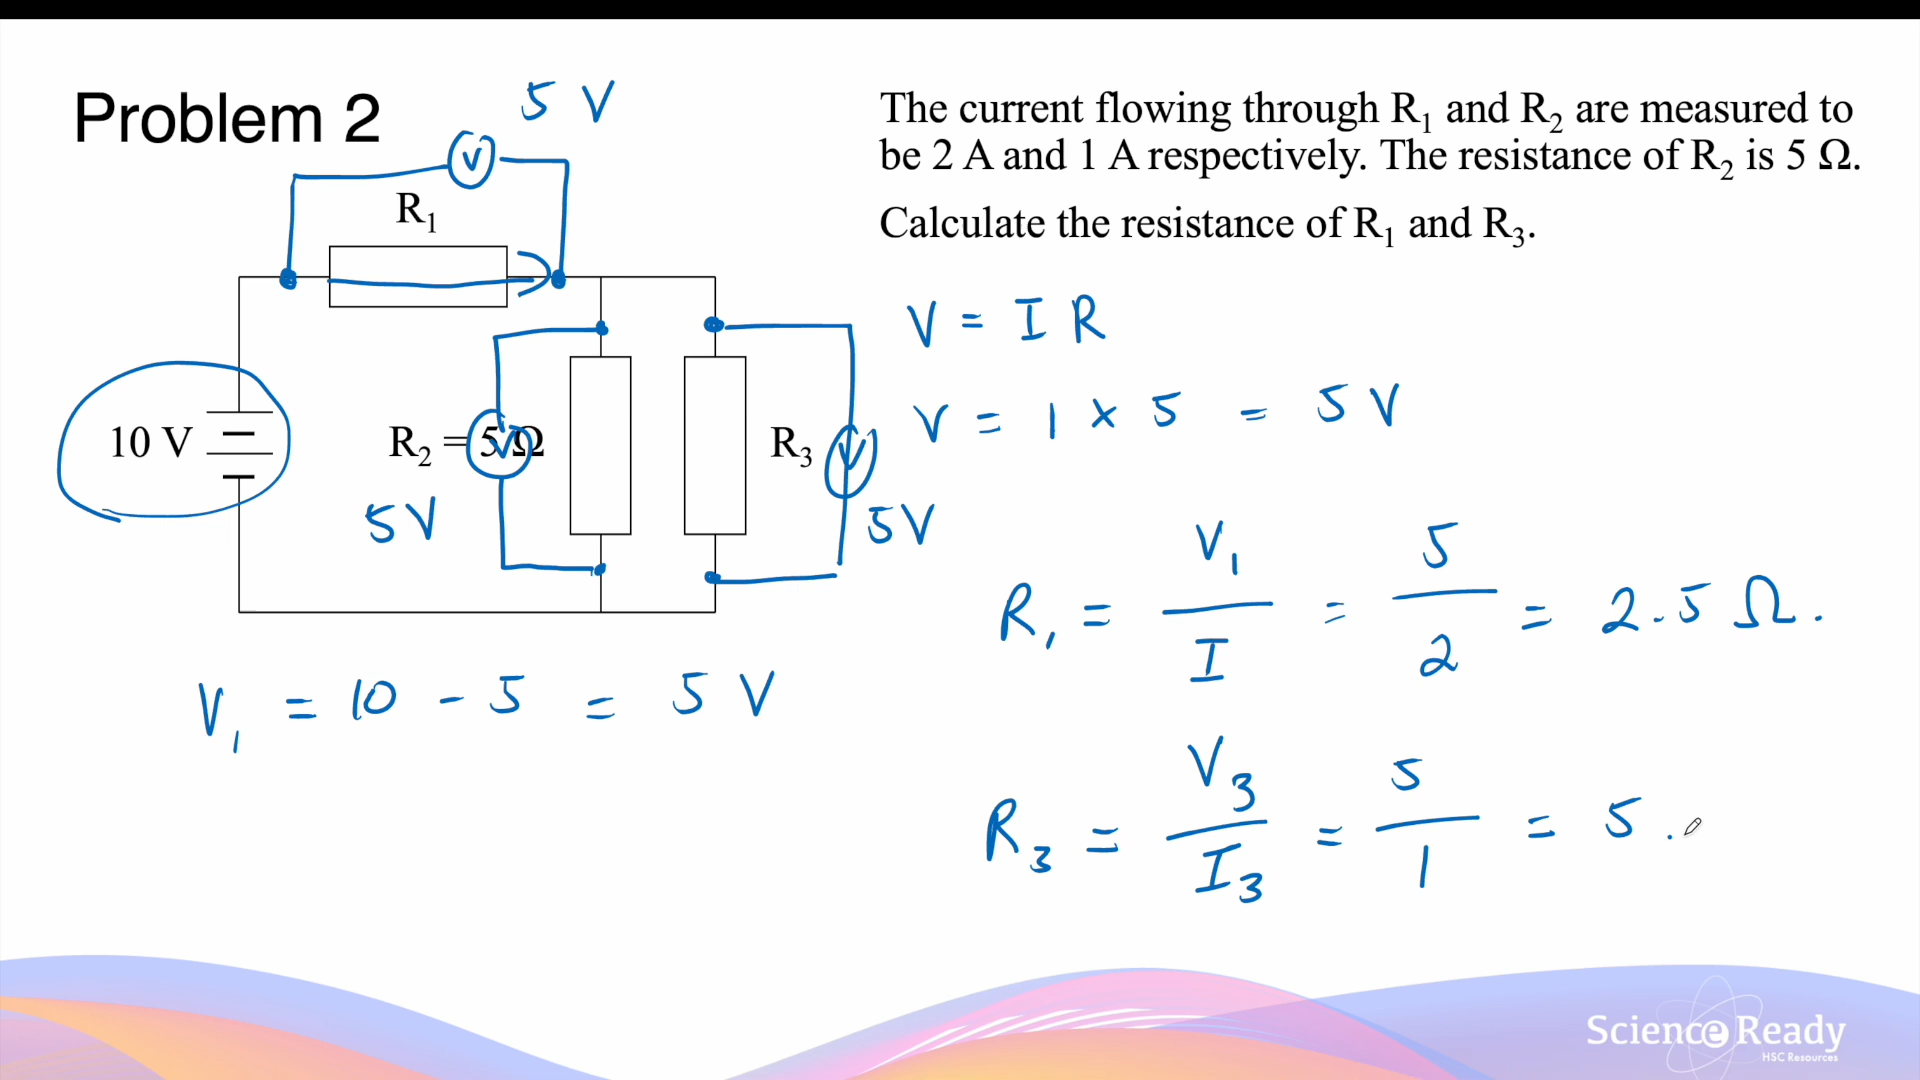 Problem 2
5 V
The current flowing through R₁ and R₂ are measured to
be 2 A and 1 A respectively. The resistance of R₂ is 5 Ω.
Calculate the resistance of R₁ and R₃.
V
R₁
V = I R
V = 1 × 5 = 5 V
10 V
R₂ = 5 Ω
V
R₃
V
5V
5V
R₁ = V₁ / I = 5 / 2 = 2.5 Ω.
V₁ = 10 - 5 = 5 V
R₃ = V₃ / I₃ = 5 / 1 = 5 .
Science Ready
HSC Resources